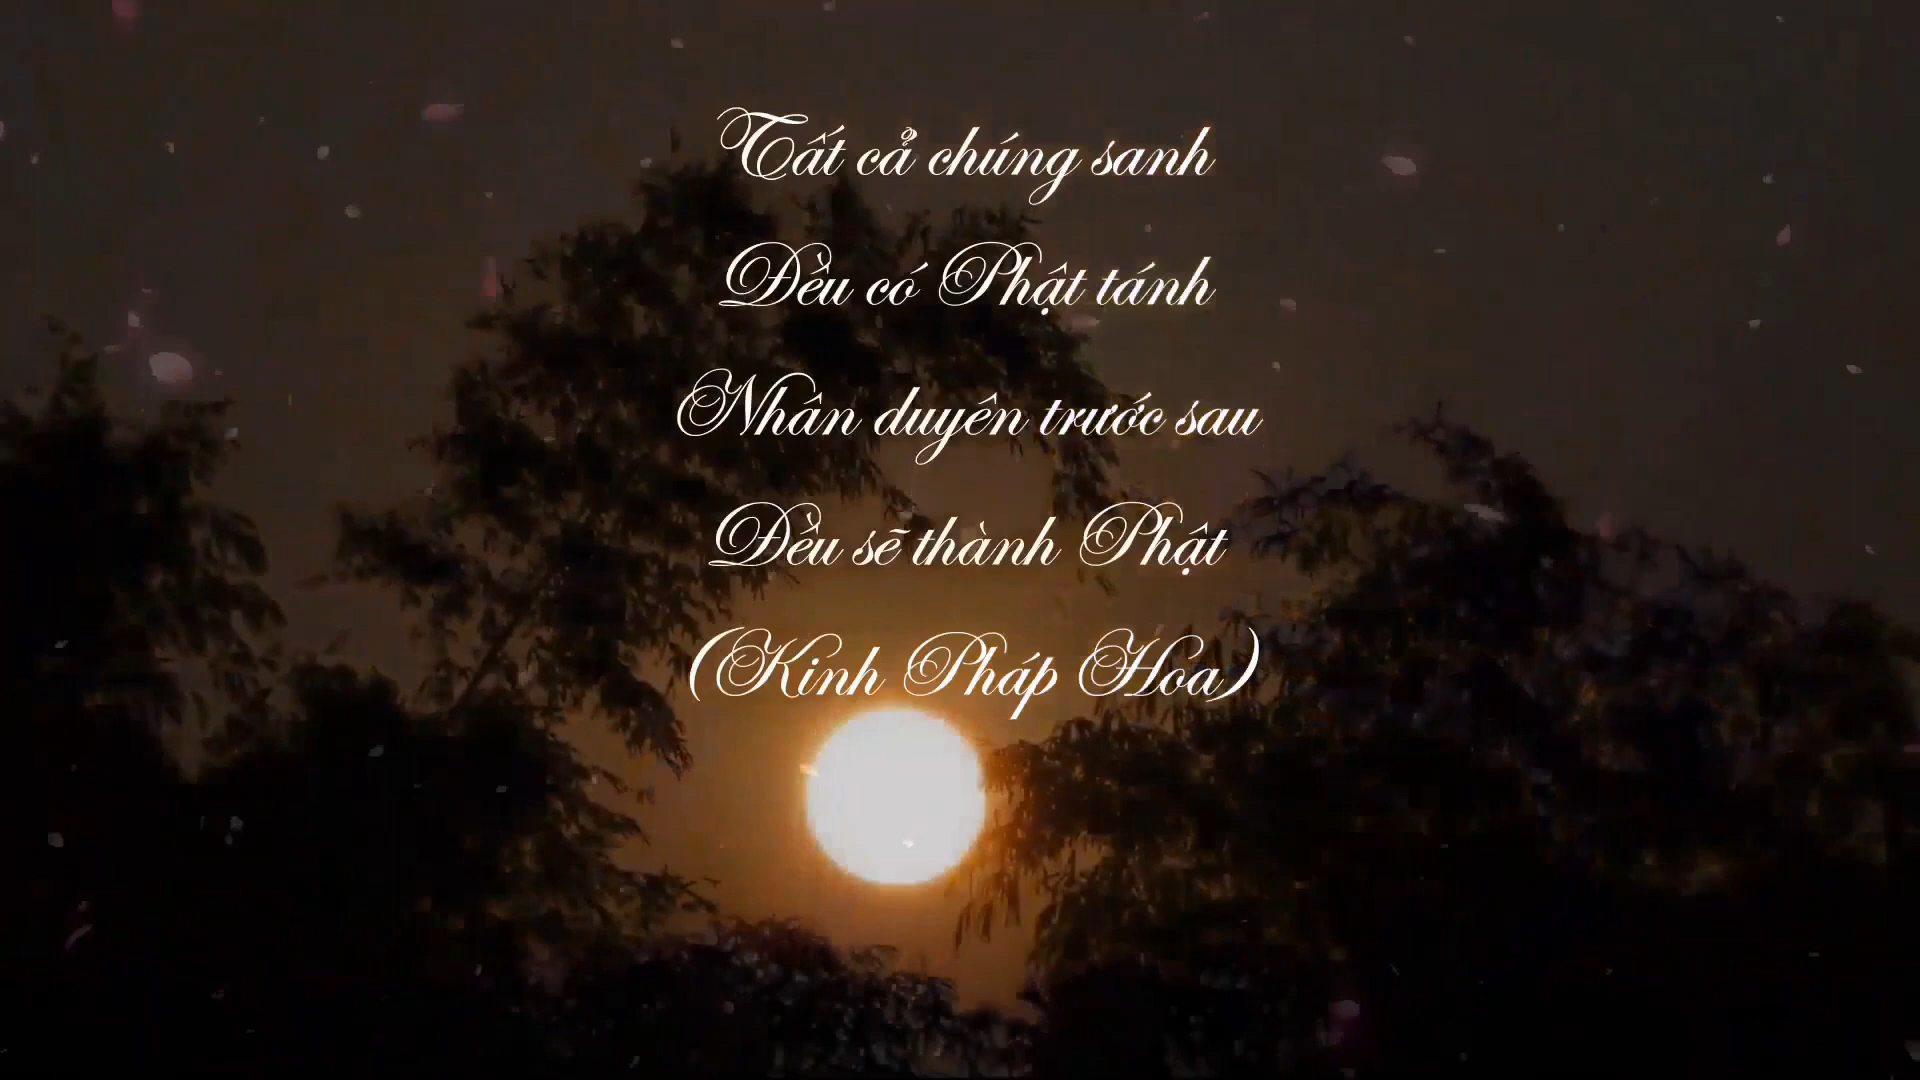 Tất cả chúng sanh
Đều có Phật tánh
Nhân duyên trước sau
Đều sẽ thành Phật
(Kinh Pháp Hoa)